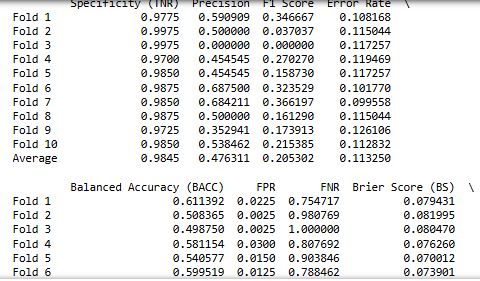 Specificity (TNR) Precision F1 Score Error Rate \
Fold 1 0.9775 0.590909 0.346667 0.108168
Fold 2 0.9975 0.500000 0.037037 0.115044
Fold 3 0.9975 0.000000 0.000000 0.117257
Fold 4 0.9700 0.454545 0.270270 0.119469
Fold 5 0.9850 0.454545 0.158730 0.117257
Fold 6 0.9875 0.687500 0.323529 0.101770
Fold 7 0.9850 0.684211 0.366197 0.099558
Fold 8 0.9875 0.500000 0.161290 0.115044
Fold 9 0.9725 0.352941 0.173913 0.126106
Fold 10 0.9850 0.538462 0.215385 0.112832
Average 0.9845 0.476311 0.205302 0.113250
Balanced Accuracy (BACC) FPR FNR Brier Score (BS) \
Fold 1 0.611392 0.0225 0.754717 0.079431
Fold 2 0.508365 0.0025 0.980769 0.081995
Fold 3 0.498750 0.0025 1.000000 0.080470
Fold 4 0.581154 0.0300 0.807692 0.076260
Fold 5 0.540577 0.0150 0.903846 0.070012
Fold 6 0.599519 0.0125 0.788462 0.073901